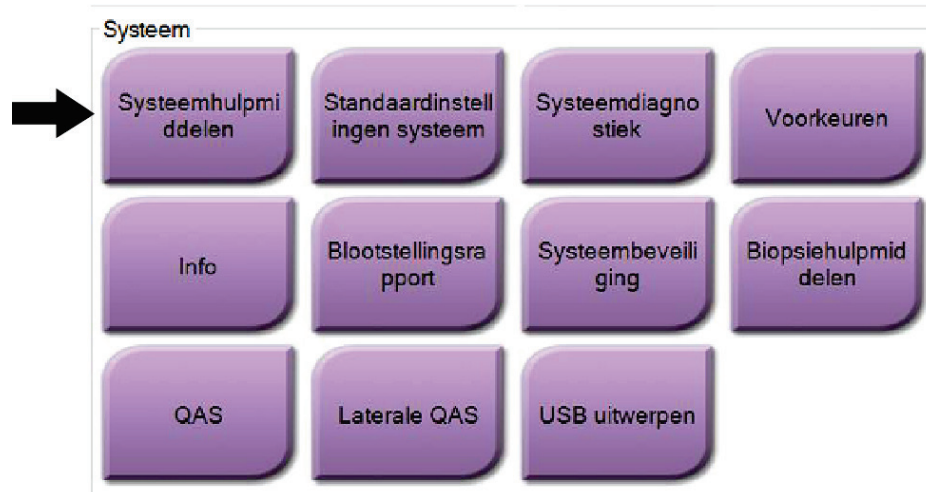 Systeem
Systeemhulpmi
ddelen
Standaardinstell
ingen systeem
Systeemdiagno
stiek
Voorkeuren
Info
Blootstellingsra
pport
Systeembeveili
ging
Biopsiehulpmid
delen
QAS
Laterale QAS
USB uitwerpen